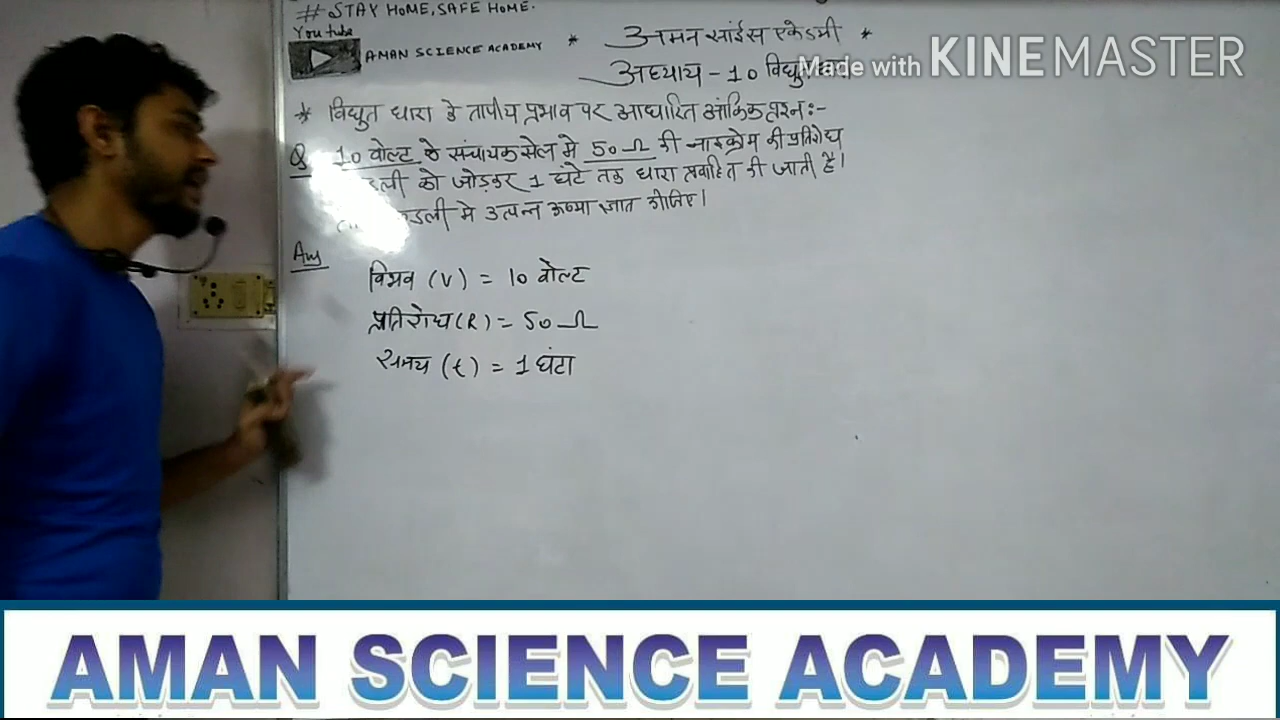 # STAY HOME, SAFE HOME.
You tube
AMAN SCIENCE ACADEMY
* अमन साइंस एकेडमी *
अध्याय - 10 विद्युत धारा
Made with KINEMASTER
* विद्युत धारा के तापीय प्रभाव पर आधारित आंकिक प्रश्न:-
Q 10 वोल्ट के संचायक सेल मे 50 Ω की नाइक्रोम की प्रतिरोध
को जोड़कर 1 घंटे तक धारा प्रवाहित की जाती है।
मे उत्पन्न ऊष्मा ज्ञात कीजिए।
Ans
विभव (V) = 10 वोल्ट
प्रतिरोध (R) = 50 Ω
समय (t) = 1 घंटा
AMAN SCIENCE ACADEMY